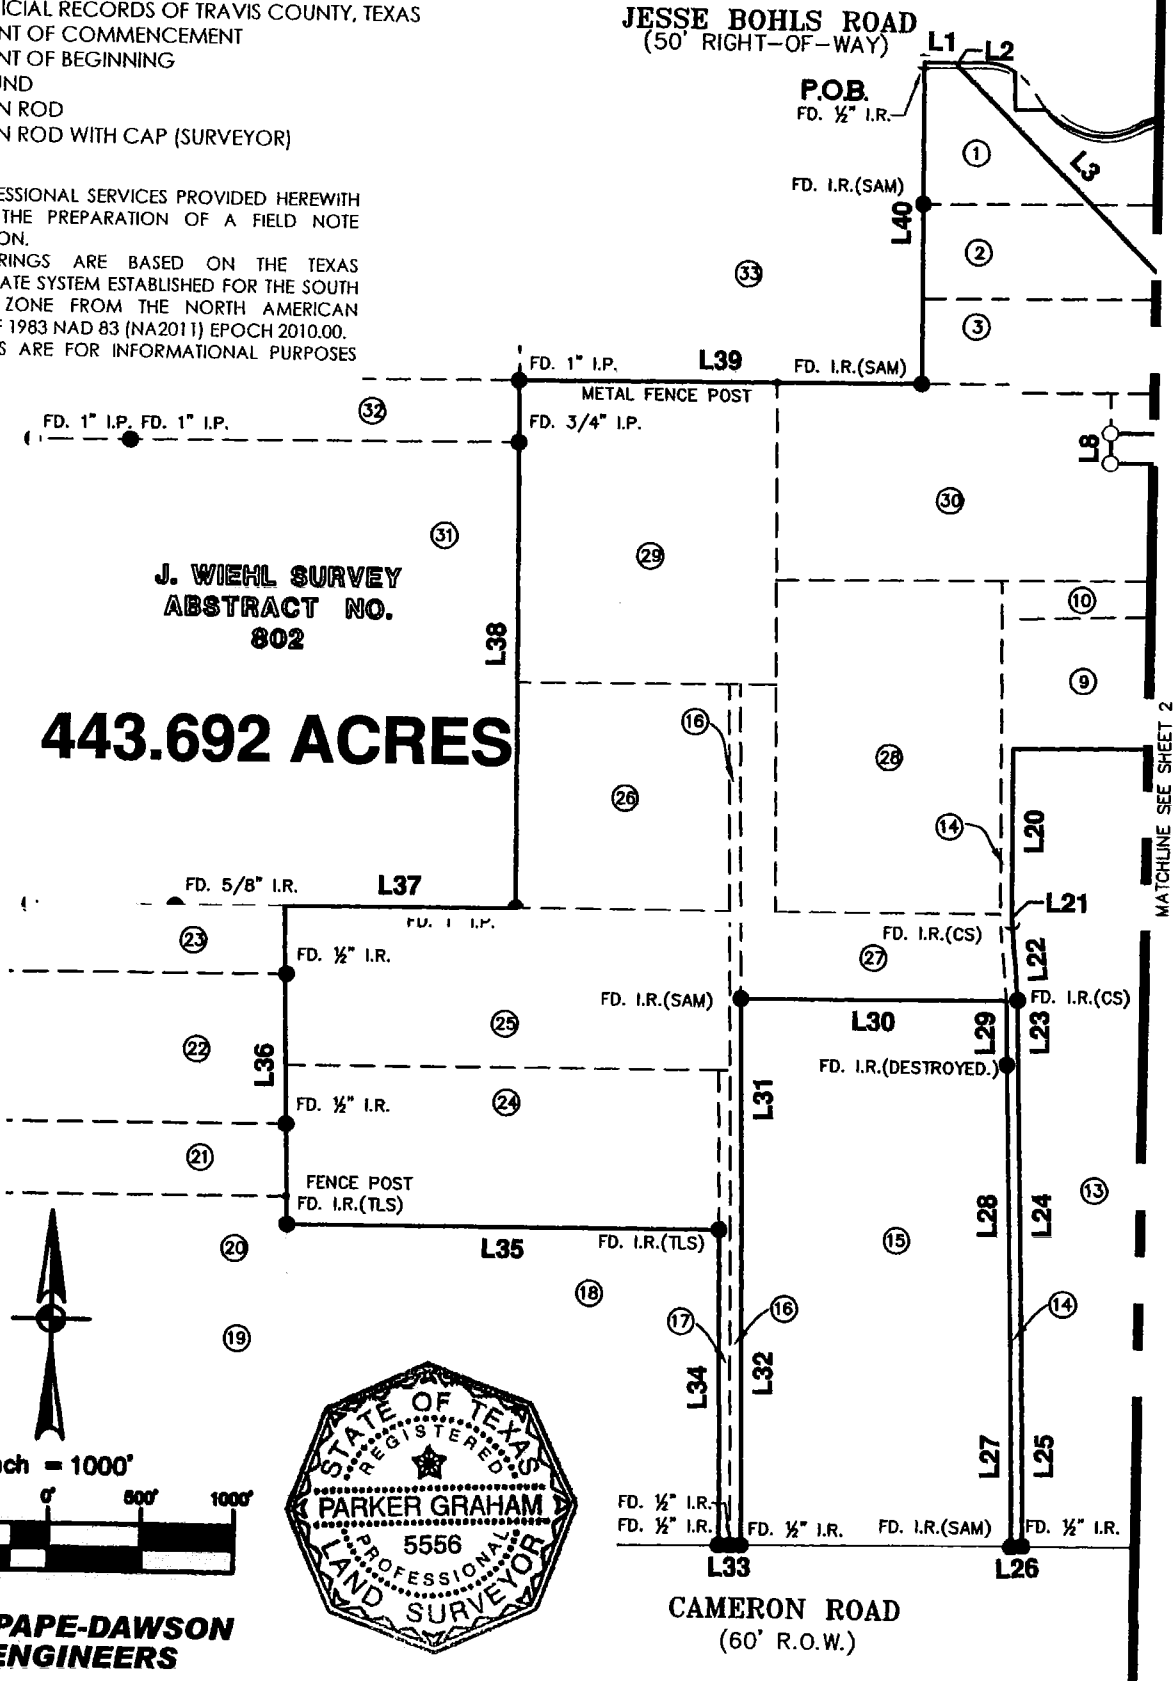 ICIAL RECORDS OF TRAVIS COUNTY, TEXAS
NT OF COMMENCEMENT
NT OF BEGINNING
UND
N ROD
N ROD WITH CAP (SURVEYOR)
ESSIONAL SERVICES PROVIDED HEREWITH
THE PREPARATION OF A FIELD NOTE
ON.
RINGS ARE BASED ON THE TEXAS
ATE SYSTEM ESTABLISHED FOR THE SOUTH
ZONE FROM THE NORTH AMERICAN
F 1983 NAD 83 (NA2011) EPOCH 2010.00.
S ARE FOR INFORMATIONAL PURPOSES
JESSE BOHLS ROAD
(50' RIGHT-OF-WAY)
L1
L2
P.O.B.
FD. ½" I.R.
1
L3
FD. I.R.(SAM)
L40
2
33
3
FD. 1" I.P.
L39
FD. I.R.(SAM)
METAL FENCE POST
32
FD. 1" I.P. FD. 1" I.P.
FD. 3/4" I.P.
L8
30
31
29
J. WIEHL SURVEY
ABSTRACT NO.
802
10
L38
9
16
443.692 ACRES
28
26
14
L20
MATCHLINE SEE SHEET 2
FD. 5/8" I.R.
L37
L21
FD. 1" I.P.
23
FD. I.R.(CS)
FD. ½" I.R.
27
L22
FD. I.R.(SAM)
FD. I.R.(CS)
25
L30
L29
L23
22
L36
FD. I.R.(DESTROYED.)
24
L31
FD. ½" I.R.
21
FENCE POST
FD. I.R.(TLS)
13
L28
L24
20
L35
FD. I.R.(TLS)
15
18
16
14
17
19
L34
L32
STATE OF TEXAS
REGISTERED
PARKER GRAHAM
5556
PROFESSIONAL
LAND SURVEYOR
L27
L25
ch = 1000'
0' 500' 1000'
FD. ½" I.R.
FD. ½" I.R.
FD. ½" I.R.
FD. I.R.(SAM)
FD. ½" I.R.
L33
L26
CAMERON ROAD
(60' R.O.W.)
PAPE-DAWSON
ENGINEERS